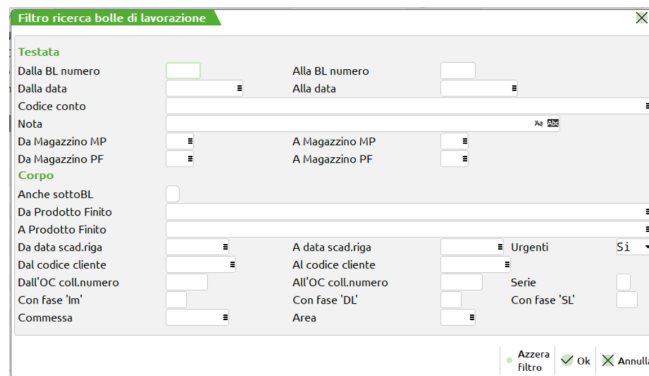 Filtro ricerca bolle di lavorazione
Testata
Dalla BL numero Alla BL numero
Dalla data Alla data
Codice conto
Nota Abc
Da Magazzino MP A Magazzino MP
Da Magazzino PF A Magazzino PF
Corpo
Anche sottoBL
Da Prodotto Finito
A Prodotto Finito
Da data scad.riga A data scad.riga Urgenti Si
Dal codice cliente Al codice cliente
Dall'OC coll.numero All'OC coll.numero Serie
Con fase 'Im' Con fase 'DL' Con fase 'SL'
Commessa Area
Azzera filtro Ok Annulla